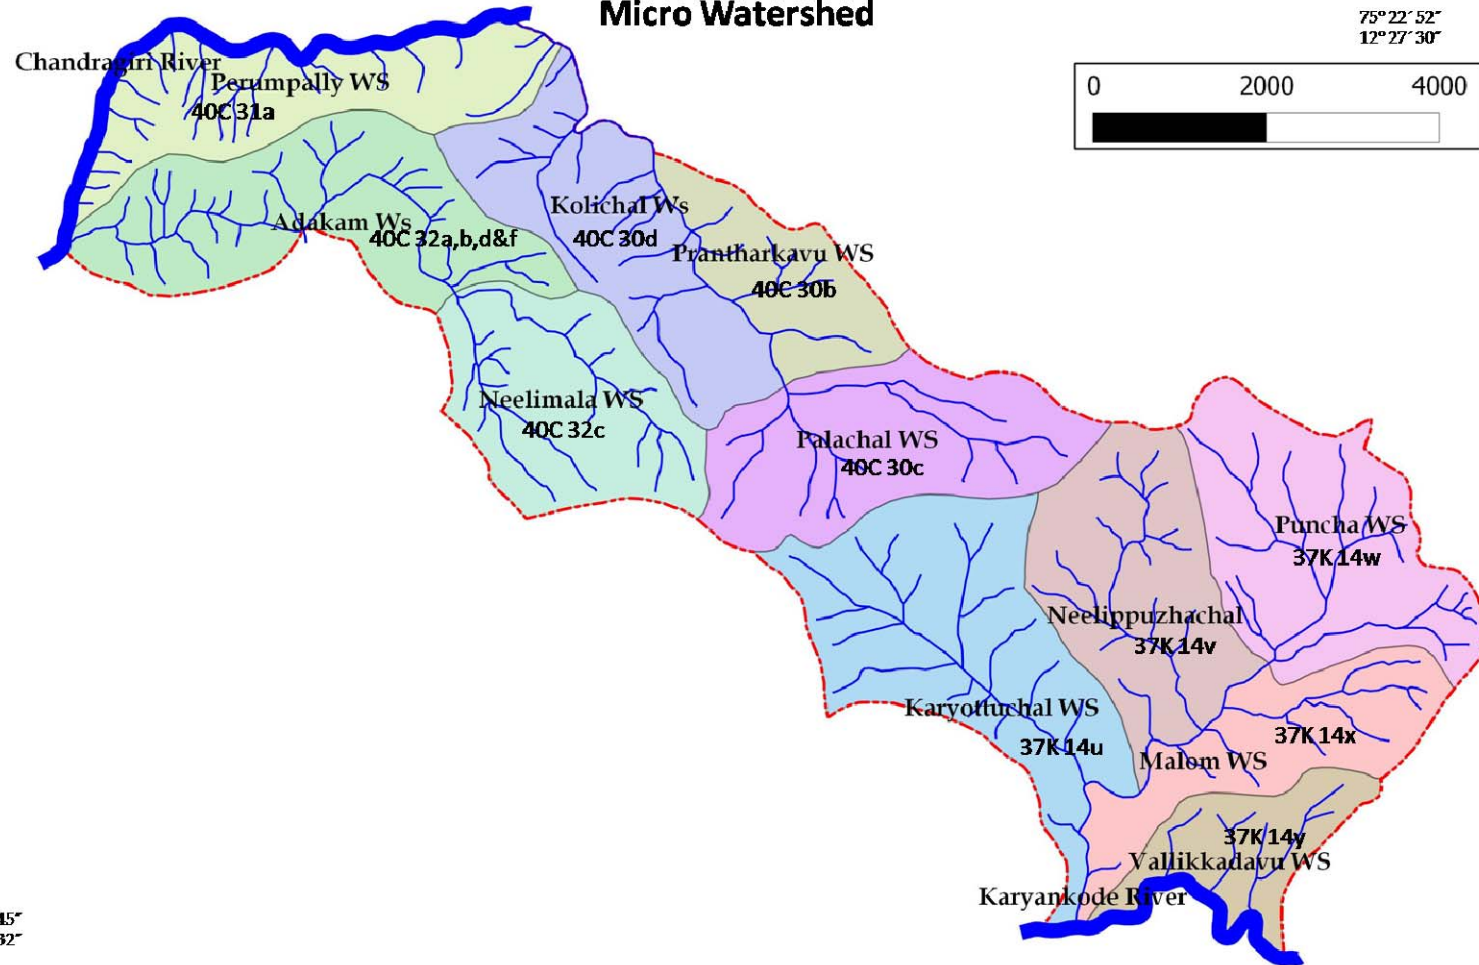 Micro Watershed
75°22´52˝
12°27´30˝
0 2000 4000
Chandragiri River
Perumpally WS
40C 31a
Kolichal Ws
40C 30d
Adakam Ws
40C 32a,b,d&f
Prantharkavu WS
40C 30b
Neelimala WS
40C 32c
Palachal WS
40C 30c
Puncha WS
37K 14w
Neelippuzhachal
37K 14v
Karyottuchal WS
37K 14u
37K 14x
Malom WS
37K 14y
Vallikkadavu WS
Karyankode River
45˝
32˝